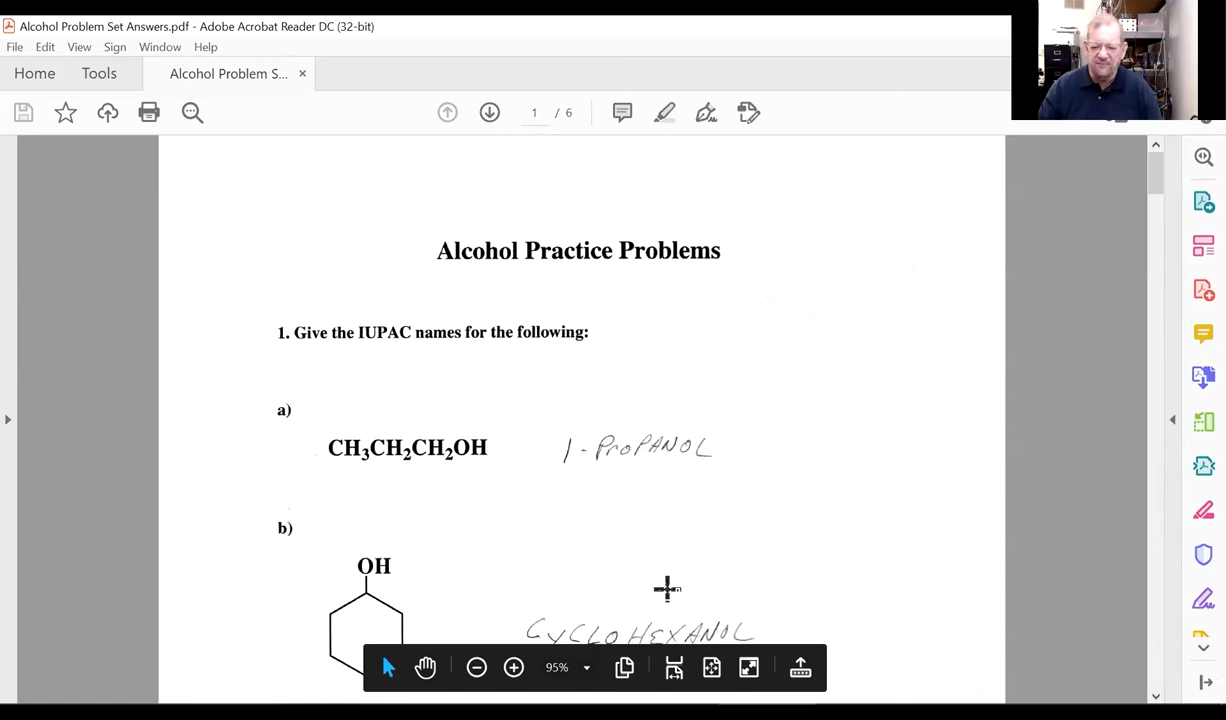 Alcohol Problem Set Answers.pdf - Adobe Acrobat Reader DC (32-bit)
File Edit View Sign Window Help
Home Tools Alcohol Problem S... ×
1 / 6
Alcohol Practice Problems
1. Give the IUPAC names for the following:
a)
CH₃CH₂CH₂OH 1-PROPANOL
b)
OH
CYCLOHEXANOL
95%